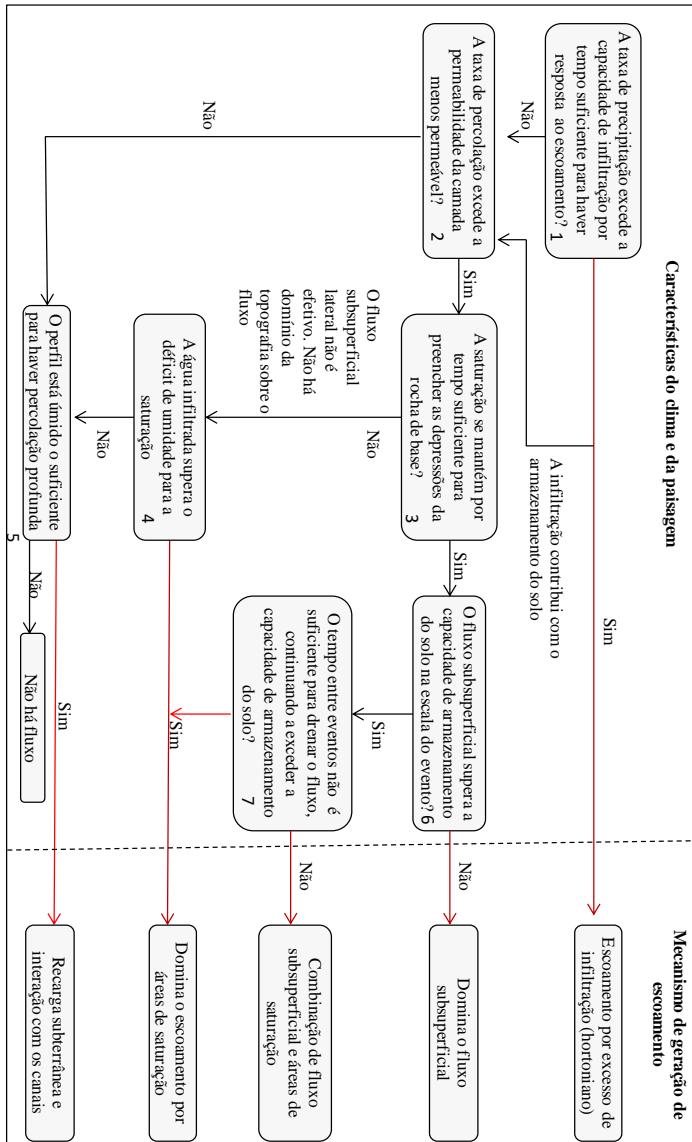 Características do clima e da paisagem
Mecanismo de geração de
escoamento
A taxa de precipitação excede a
capacidade de infiltração por
tempo suficiente para haver
resposta ao escoamento?
1
Sim
Escoamento por excesso de
infiltração (hortoniano)
Não
A infiltração contribui com o
armazenamento do solo
A taxa de percolação excede a
permeabilidade da camada
menos permeável?
2
Sim
Não
A saturação se mantém por
tempo suficiente para
preencher as depressões da
rocha de base?
3
Sim
Não
O fluxo
subsuperficial
lateral não é
efetivo. Não há
domínio da
topografia sobre o
fluxo
O fluxo subsuperficial supera a
capacidade de armazenamento
do solo na escala do evento?
6
Não
Domina o fluxo
subsuperficial
Sim
O tempo entre eventos não é
suficiente para drenar o fluxo,
continuando a exceder a
capacidade de armazenamento
do solo?
7
Não
Combinação de fluxo
subsuperficial e áreas de
saturação
A água infiltrada supera o
déficit de umidade para a
saturação
4
Sim
Domina o escoamento por
áreas de saturação
Não
O perfil está úmido o suficiente
para haver percolação profunda
5
Sim
Recarga subterrânea e
interação com os canais
Não
Não há fluxo